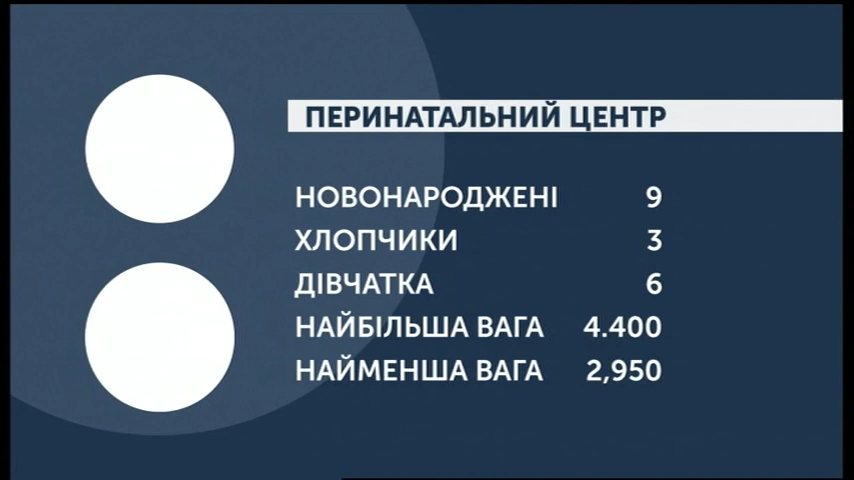 ПЕРИНАТАЛЬНИЙ ЦЕНТР
НОВОНАРОДЖЕНІ 9
ХЛОПЧИКИ 3
ДІВЧАТКА 6
НАЙБІЛЬША ВАГА 4.400
НАЙМЕНША ВАГА 2,950